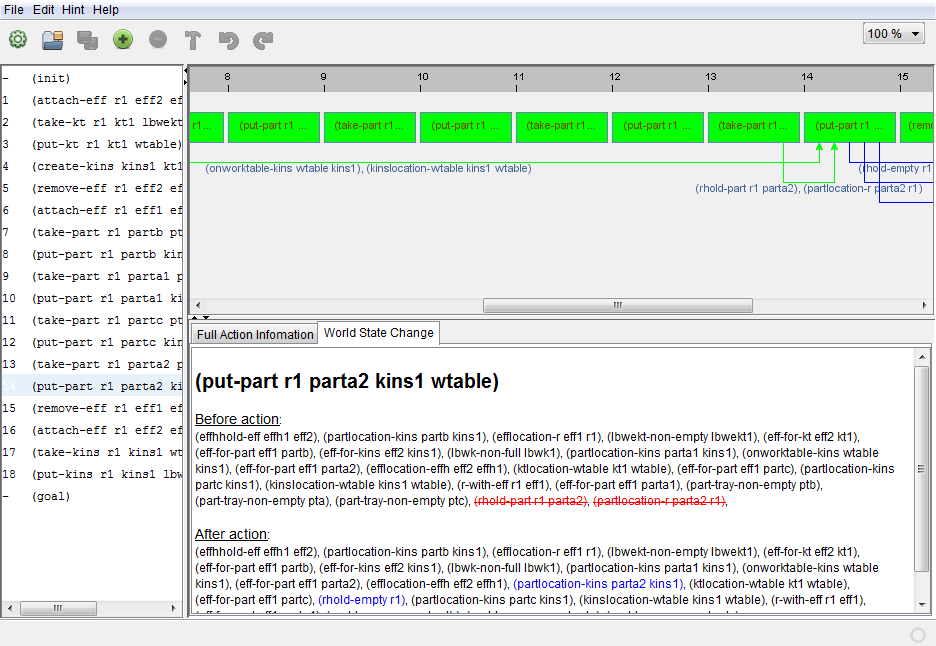 File Edit Hint Help
100 %
– (init)
1 (attach-eff r1 eff2 ef
2 (take-kt r1 kt1 lbwekt
3 (put-kt r1 kt1 wtable)
4 (create-kins kins1 kt1
5 (remove-eff r1 eff2 ef
6 (attach-eff r1 eff1 ef
7 (take-part r1 partb pt
8 (put-part r1 partb kin
9 (take-part r1 parta1 p
10 (put-part r1 parta1 ki
11 (take-part r1 partc pt
12 (put-part r1 partc kin
13 (take-part r1 parta2 p
14 (put-part r1 parta2 ki
15 (remove-eff r1 eff1 ef
16 (attach-eff r1 eff2 ef
17 (take-kins r1 kins1 wt
18 (put-kins r1 kins1 lbw
– (goal)
8 9 10 11 12 13 14 15
r1... (put-part r1 ... (take-part r1... (put-part r1 ... (take-part r1... (put-part r1 ... (take-part r1... (put-part r1 ... (remo
(onworktable-kins wtable kins1), (kinslocation-wtable kins1 wtable)
(rhold-empty r1
(rhold-part r1 parta2), (partlocation-r parta2 r1)
Full Action Infomation World State Change
(put-part r1 parta2 kins1 wtable)
Before action:
(effhhold-eff effh1 eff2), (partlocation-kins partb kins1), (efflocation-r eff1 r1), (lbwekt-non-empty lbwekt1), (eff-for-kt eff2 kt1),
(eff-for-part eff1 partb), (eff-for-kins eff2 kins1), (lbwk-non-full lbwk1), (partlocation-kins parta1 kins1), (onworktable-kins wtable
kins1), (eff-for-part eff1 parta2), (efflocation-effh eff2 effh1), (ktlocation-wtable kt1 wtable), (eff-for-part eff1 partc), (partlocation-kins
partc kins1), (kinslocation-wtable kins1 wtable), (r-with-eff r1 eff1), (eff-for-part eff1 parta1), (part-tray-non-empty ptb),
(part-tray-non-empty pta), (part-tray-non-empty ptc), (rhold-part r1 parta2), (partlocation-r parta2 r1),
After action:
(effhhold-eff effh1 eff2), (partlocation-kins partb kins1), (efflocation-r eff1 r1), (lbwekt-non-empty lbwekt1), (eff-for-kt eff2 kt1),
(eff-for-part eff1 partb), (eff-for-kins eff2 kins1), (lbwk-non-full lbwk1), (partlocation-kins parta1 kins1), (onworktable-kins wtable
kins1), (eff-for-part eff1 parta2), (efflocation-effh eff2 effh1), (partlocation-kins parta2 kins1), (ktlocation-wtable kt1 wtable),
(eff-for-part eff1 partc), (rhold-empty r1), (partlocation-kins partc kins1), (kinslocation-wtable kins1 wtable), (r-with-eff r1 eff1),